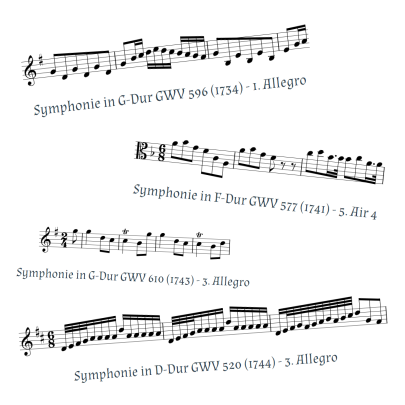 Symphonie in G-Dur GWV 596 (1734) - 1. Allegro
Symphonie in F-Dur GWV 577 (1741) - 5. Air 4
Symphonie in G-Dur GWV 610 (1743) - 3. Allegro
Symphonie in D-Dur GWV 520 (1744) - 3. Allegro